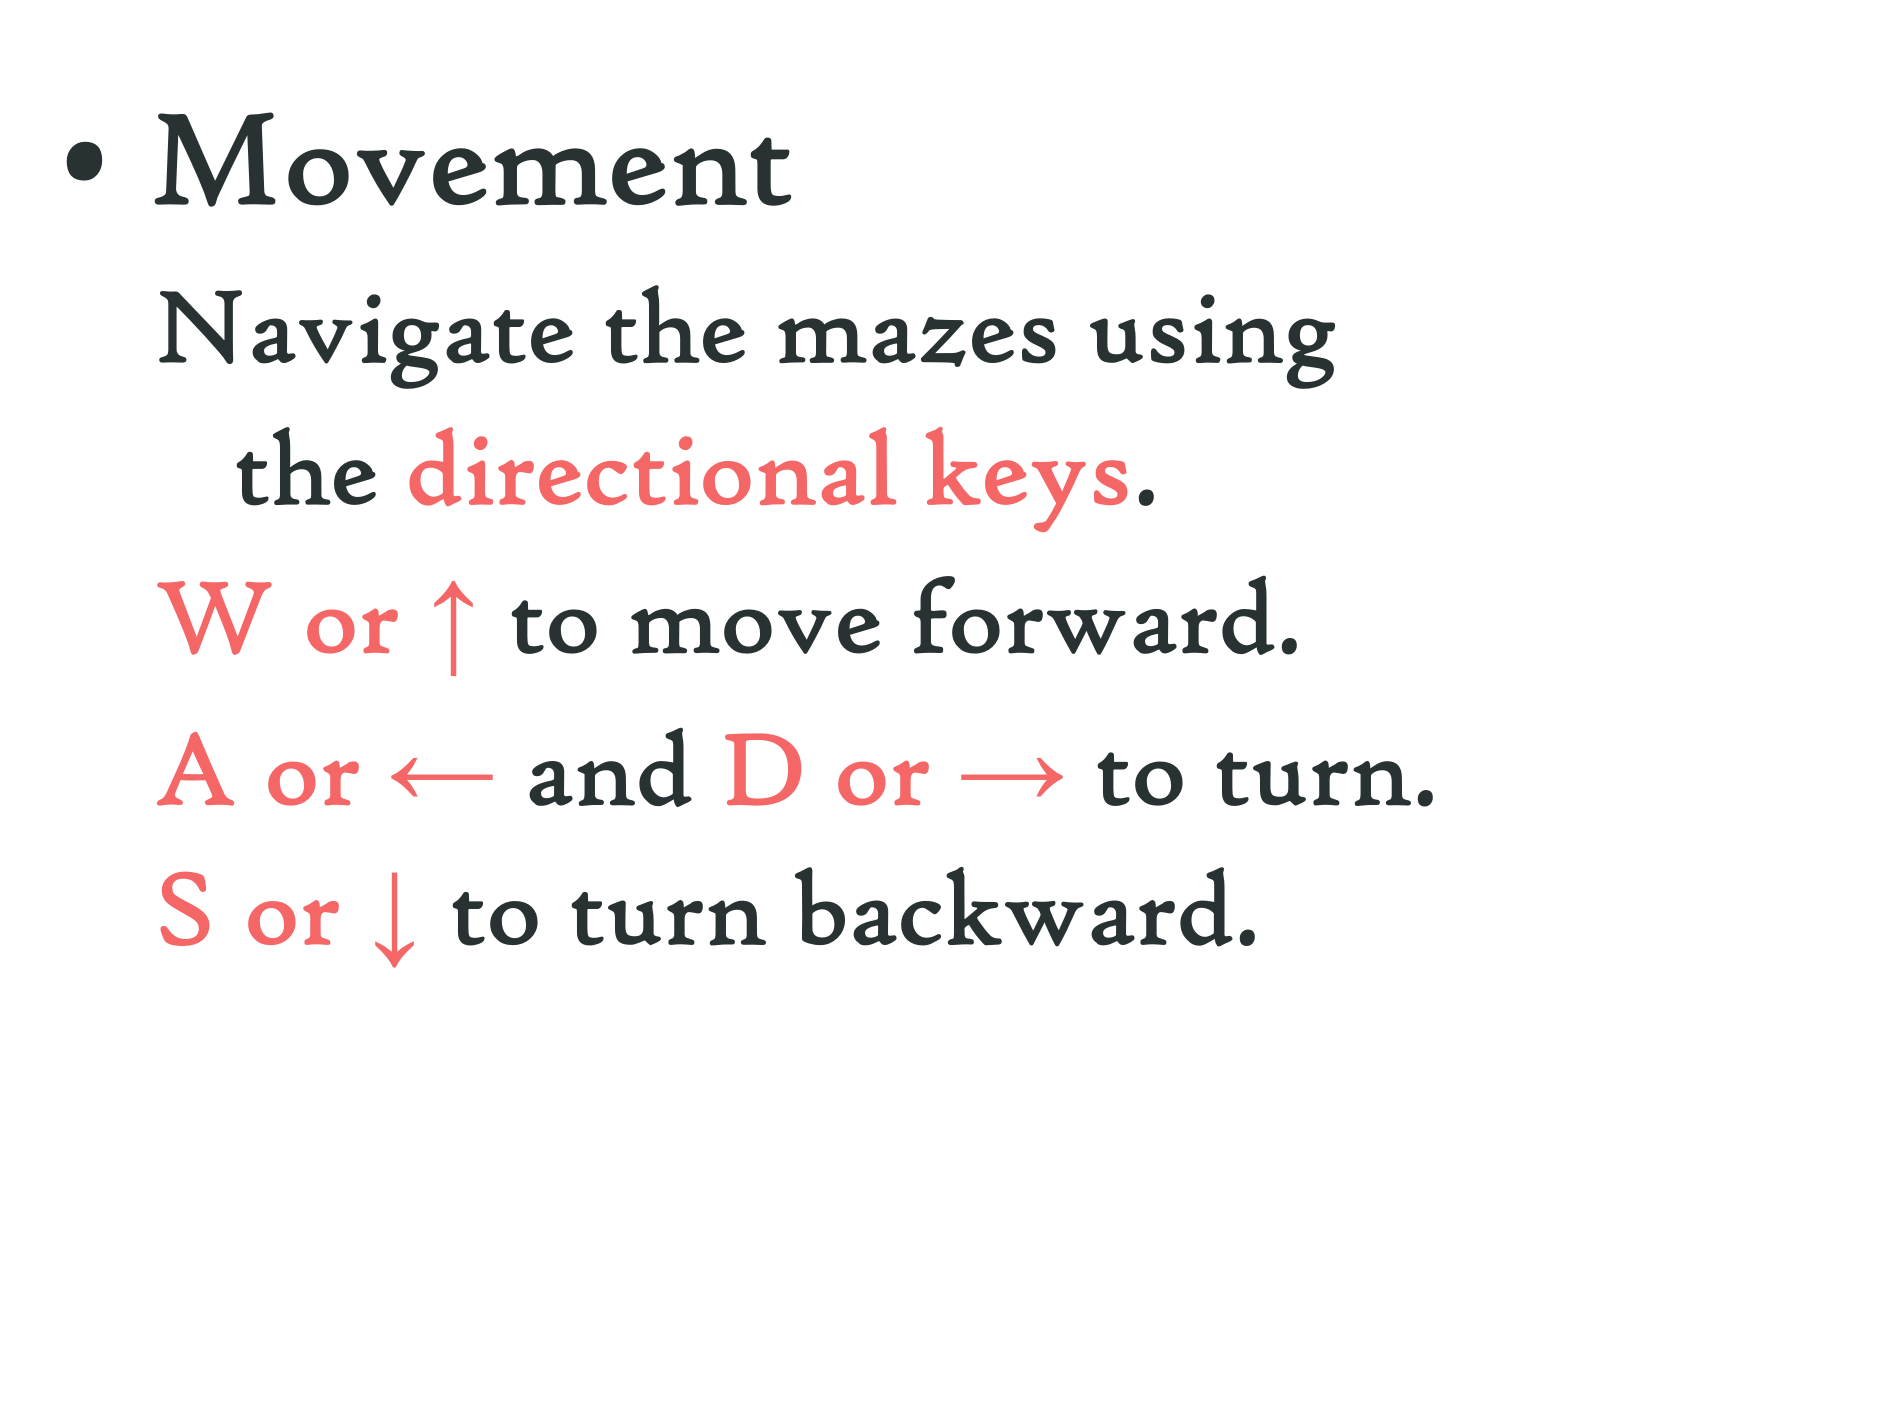 • Movement
Navigate the mazes using
the directional keys.
W or ↑ to move forward.
A or ← and D or → to turn.
S or ↓ to turn backward.